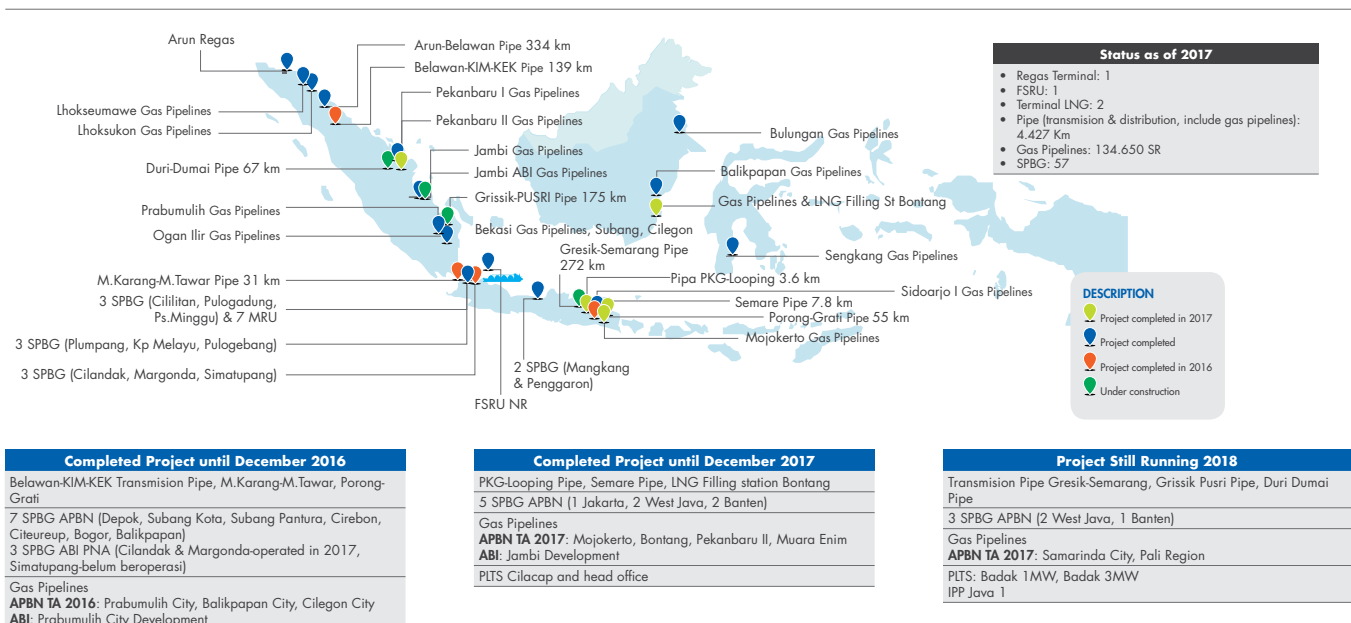 Arun Regas
Lhokseumawe Gas Pipelines
Lhoksukon Gas Pipelines
Duri-Dumai Pipe 67 km
Prabumulih Gas Pipelines
Ogan Ilir Gas Pipelines
M.Karang-M.Tawar Pipe 31 km
3 SPBG (Cililitan, Pulogadung,
Ps.Minggu) & 7 MRU
3 SPBG (Plumpang, Kp Melayu, Pulogebang)
3 SPBG (Cilandak, Margonda, Simatupang)
Arun-Belawan Pipe 334 km
Belawan-KIM-KEK Pipe 139 km
Pekanbaru I Gas Pipelines
Pekanbaru II Gas Pipelines
Jambi Gas Pipelines
Jambi ABI Gas Pipelines
Grissik-PUSRI Pipe 175 km
Bekasi Gas Pipelines, Subang, Cilegon
Gresik-Semarang Pipe
272 km
2 SPBG (Mangkang
& Penggaron)
FSRU NR
Bulungan Gas Pipelines
Balikpapan Gas Pipelines
Gas Pipelines & LNG Filling St Bontang
Sengkang Gas Pipelines
Pipa PKG-Looping 3.6 km
Sidoarjo I Gas Pipelines
Semare Pipe 7.8 km
Porong-Grati Pipe 55 km
Mojokerto Gas Pipelines
Status as of 2017
• Regas Terminal: 1
• FSRU: 1
• Terminal LNG: 2
• Pipe (transmision & distribution, include gas pipelines):
4.427 Km
• Gas Pipelines: 134.650 SR
• SPBG: 57
DESCRIPTION
Project completed in 2017
Project completed
Project completed in 2016
Under construction
Completed Project until December 2016
Belawan-KIM-KEK Transmision Pipe, M.Karang-M.Tawar, Porong-
Grati
7 SPBG APBN (Depok, Subang Kota, Subang Pantura, Cirebon,
Citeureup, Bogor, Balikpapan)
3 SPBG ABI PNA (Cilandak & Margonda-operated in 2017,
Simatupang-belum beroperasi)
Gas Pipelines
APBN TA 2016: Prabumulih City, Balikpapan City, Cilegon City
ABI: Prabumulih City Development
Completed Project until December 2017
PKG-Looping Pipe, Semare Pipe, LNG Filling station Bontang
5 SPBG APBN (1 Jakarta, 2 West Java, 2 Banten)
Gas Pipelines
APBN TA 2017: Mojokerto, Bontang, Pekanbaru II, Muara Enim
ABI: Jambi Development
PLTS Cilacap and head office
Project Still Running 2018
Transmision Pipe Gresik-Semarang, Grissik Pusri Pipe, Duri Dumai
Pipe
3 SPBG APBN (2 West Java, 1 Banten)
Gas Pipelines
APBN TA 2017: Samarinda City, Pali Region
PLTS: Badak 1MW, Badak 3MW
IPP Java 1